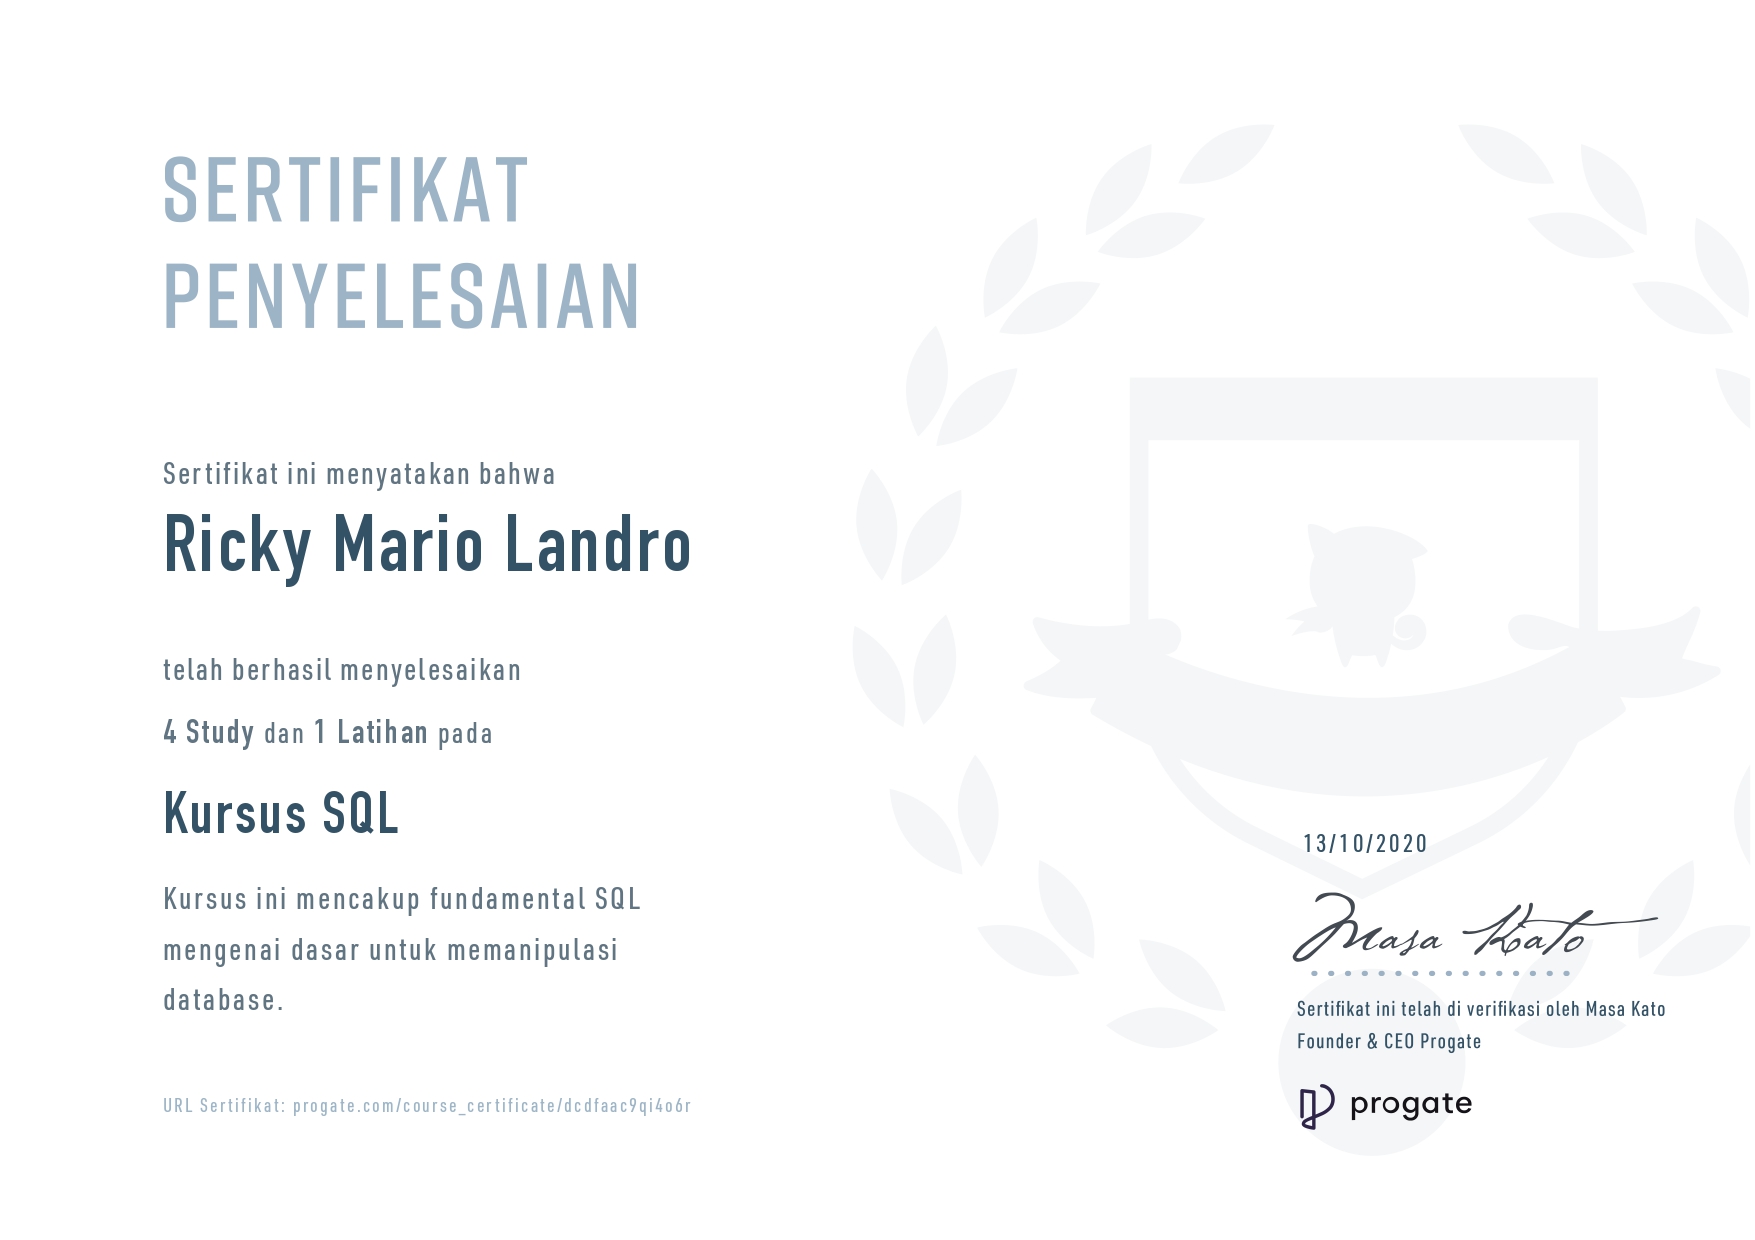 SERTIFIKAT
PENYELESAIAN
Sertifikat ini menyatakan bahwa
Ricky Mario Landro
telah berhasil menyelesaikan
4 Study dan 1 Latihan pada
Kursus SQL
Kursus ini mencakup fundamental SQL
mengenai dasar untuk memanipulasi
database.
URL Sertifikat: progate.com/course_certificate/dcdfaac9qi4o6r
13/10/2020
Masa Kato
Sertifikat ini telah di verifikasi oleh Masa Kato
Founder & CEO Progate
progate